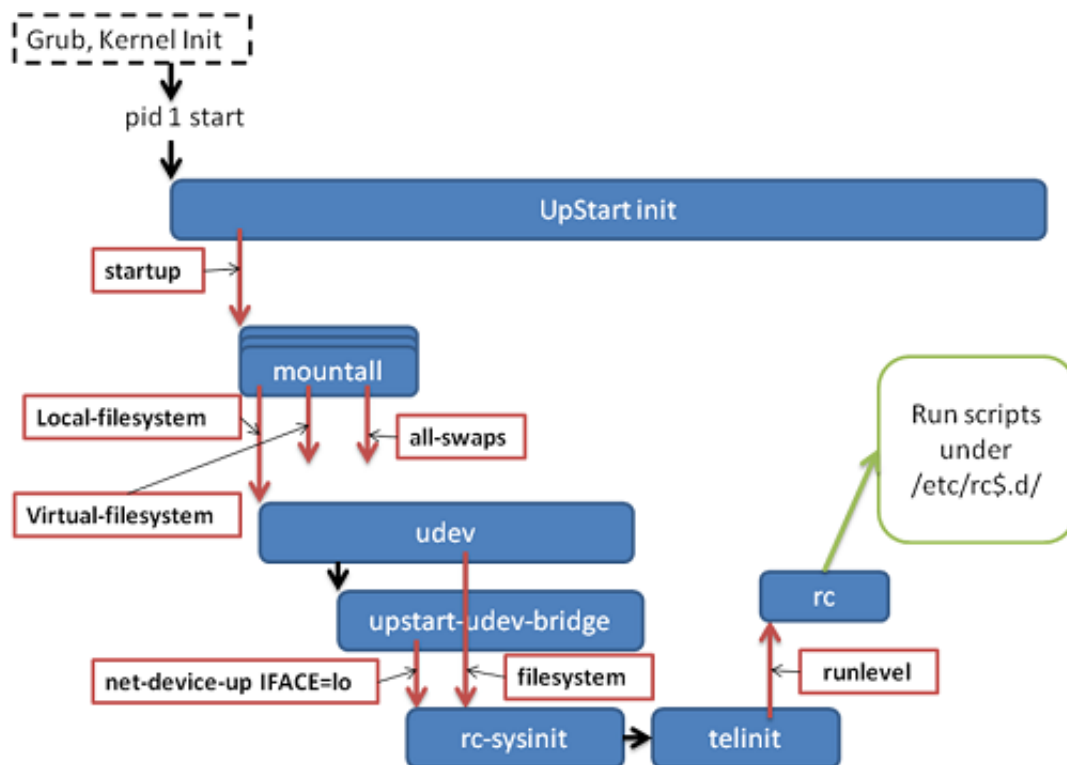 Grub, Kernel Init
pid 1 start
UpStart init
startup
mountall
Local-filesystem
all-swaps
Virtual-filesystem
Run scripts
under
/etc/rc$.d/
udev
rc
upstart-udev-bridge
net-device-up IFACE=lo
filesystem
runlevel
rc-sysinit
telinit